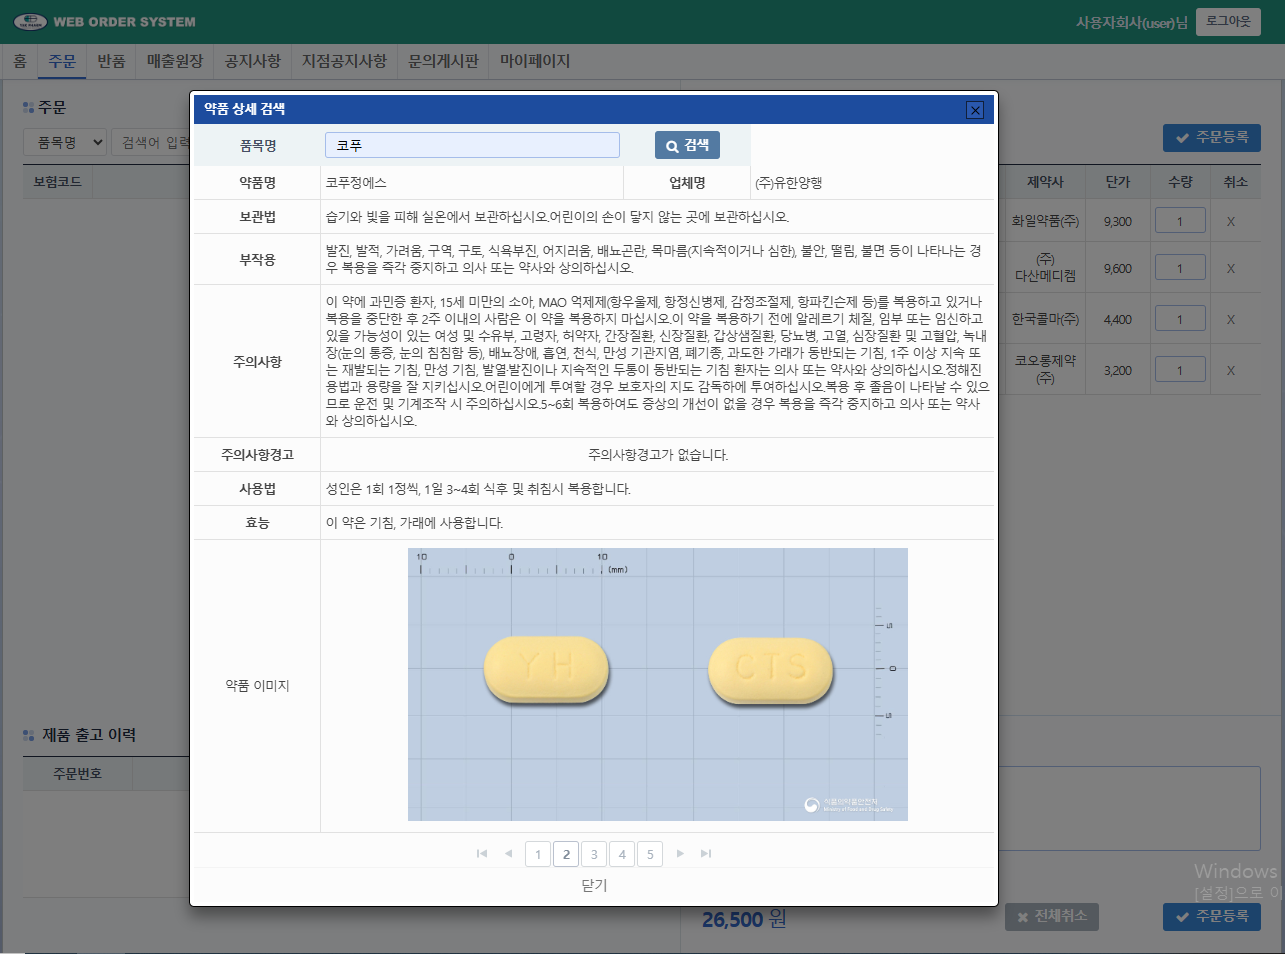 WEB ORDER SYSTEM
사용자회사(user)님 로그아웃
홈 주문 반품 매출원장 공지사항 지점공지사항 문의게시판 마이페이지
주문
품목명 검색어 입력
주문등록
보험코드
제약사 단가 수량 취소
화일약품(주) 9,300 1 X
(주)
다산메디켐 9,600 1 X
한국콜마(주) 4,400 1 X
코오롱제약
(주) 3,200 1 X
약품 상세 검색
품목명 코푸 검색
약품명 코푸정에스 업체명 (주)유한양행
보관법 습기와 빛을 피해 실온에서 보관하십시오.어린이의 손이 닿지 않는 곳에 보관하십시오.
부작용 발진, 발적, 가려움, 구역, 구토, 식욕부진, 어지러움, 배뇨곤란, 목마름(지속적이거나 심한), 불안, 떨림, 불면 등이 나타나는 경
우 복용을 즉각 중지하고 의사 또는 약사와 상의하십시오.
주의사항
이 약에 과민증 환자, 15세 미만의 소아, MAO 억제제(항우울제, 항정신병제, 감정조절제, 항파킨슨제 등)를 복용하고 있거나
복용을 중단한 후 2주 이내의 사람은 이 약을 복용하지 마십시오.이 약을 복용하기 전에 알레르기 체질, 임부 또는 임신하고
있을 가능성이 있는 여성 및 수유부, 고령자, 허약자, 간장질환, 신장질환, 갑상샘질환, 당뇨병, 고열, 심장질환 및 고혈압, 녹내
장(눈의 통증, 눈의 침침함 등), 배뇨장애, 흡연, 천식, 만성 기관지염, 폐기종, 과도한 가래가 동반되는 기침, 1주 이상 지속 또
는 재발되는 기침, 만성 기침, 발열·발진이나 지속적인 두통이 동반되는 기침 환자는 의사 또는 약사와 상의하십시오.정해진
용법과 용량을 잘 지키십시오.어린이에게 투여할 경우 보호자의 지도 감독하에 투여하십시오.복용 후 졸음이 나타날 수 있으
므로 운전 및 기계조작 시 주의하십시오.5~6회 복용하여도 증상의 개선이 없을 경우 복용을 즉각 중지하고 의사 또는 약사
와 상의하십시오.
주의사항경고 주의사항경고가 없습니다.
사용법 성인은 1회 1정씩, 1일 3~4회 식후 및 취침시 복용합니다.
효능 이 약은 기침, 가래에 사용합니다.
약품 이미지
10 0 10
(mm)
YH CTS
5
0
5
식품의약품안전처
Ministry of Food and Drug Safety
1 2 3 4 5
닫기
제품 출고 이력
주문번호
Windows
[설정]으로 이
26,500 원 전체취소 주문등록